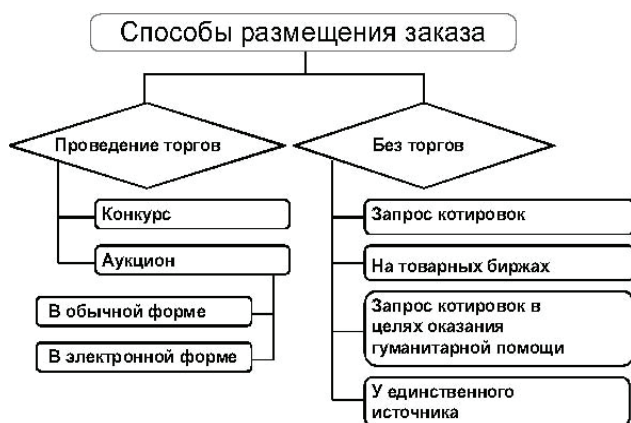 Способы размещения заказа
Проведение торгов
Без торгов
Конкурс
Аукцион
В обычной форме
В электронной форме
Запрос котировок
На товарных биржах
Запрос котировок в
целях оказания
гуманитарной помощи
У единственного
источника